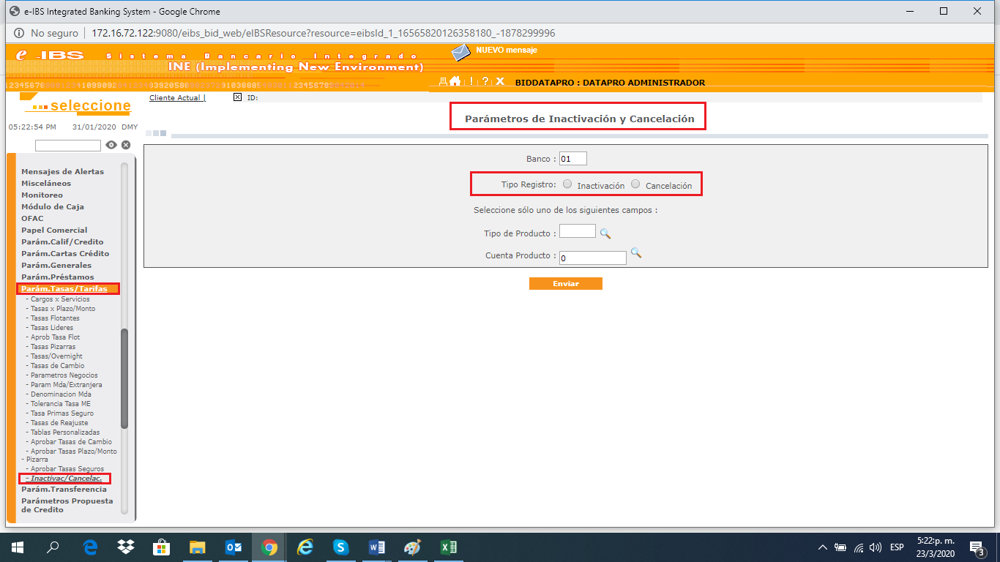 e-IBS Integrated Banking System - Google Chrome
No seguro | 172.16.72.122:9080/eibs_bid_web/eIBSResource?resource=eibsId_1_16565820126358180_-1878299996
e -IBS Sistema Bancario Integrado
INE (Implementing New Environment)
NUEVO mensaje
! ? X BIDDATAPRO : DATAPRO ADMINISTRADOR
seleccione
Cliente Actual |
ID:
05:22:54 PM 31/01/2020 DMY
Parámetros de Inactivación y Cancelación
Banco : 01
Tipo Registro: Inactivación Cancelación
Seleccione sólo uno de los siguientes campos :
Tipo de Producto :
Cuenta Producto : 0
Enviar
Mensajes de Alertas
Misceláneos
Monitoreo
Módulo de Caja
OFAC
Papel Comercial
Parám.Calif/Credito
Parám.Cartas Crédito
Parám.Generales
Parám.Préstamos
Parám.Tasas/Tarifas
- Cargos x Servicios
- Tasas x Plazo/Monto
- Tasas Flotantes
- Tasas Lideres
- Aprob Tasa Flot
- Tasas Pizarras
- Tasas/Overnight
- Tasas de Cambio
- Parametros Negocios
- Param Mda/Extranjera
- Denominacion Mda
- Tolerancia Tasa ME
- Tasa Primas Seguro
- Tasas de Reajuste
- Tablas Personalizadas
- Aprobar Tasas de Cambio
- Aprobar Tasas Plazo/Monto
- Pizarra
- Aprobar Tasas Seguros
- Inactivac/Cancelac.
Parám.Transferencia
Parámetros Propuesta
de Credito
ESP
5:22:p. m.
23/3/2020
3